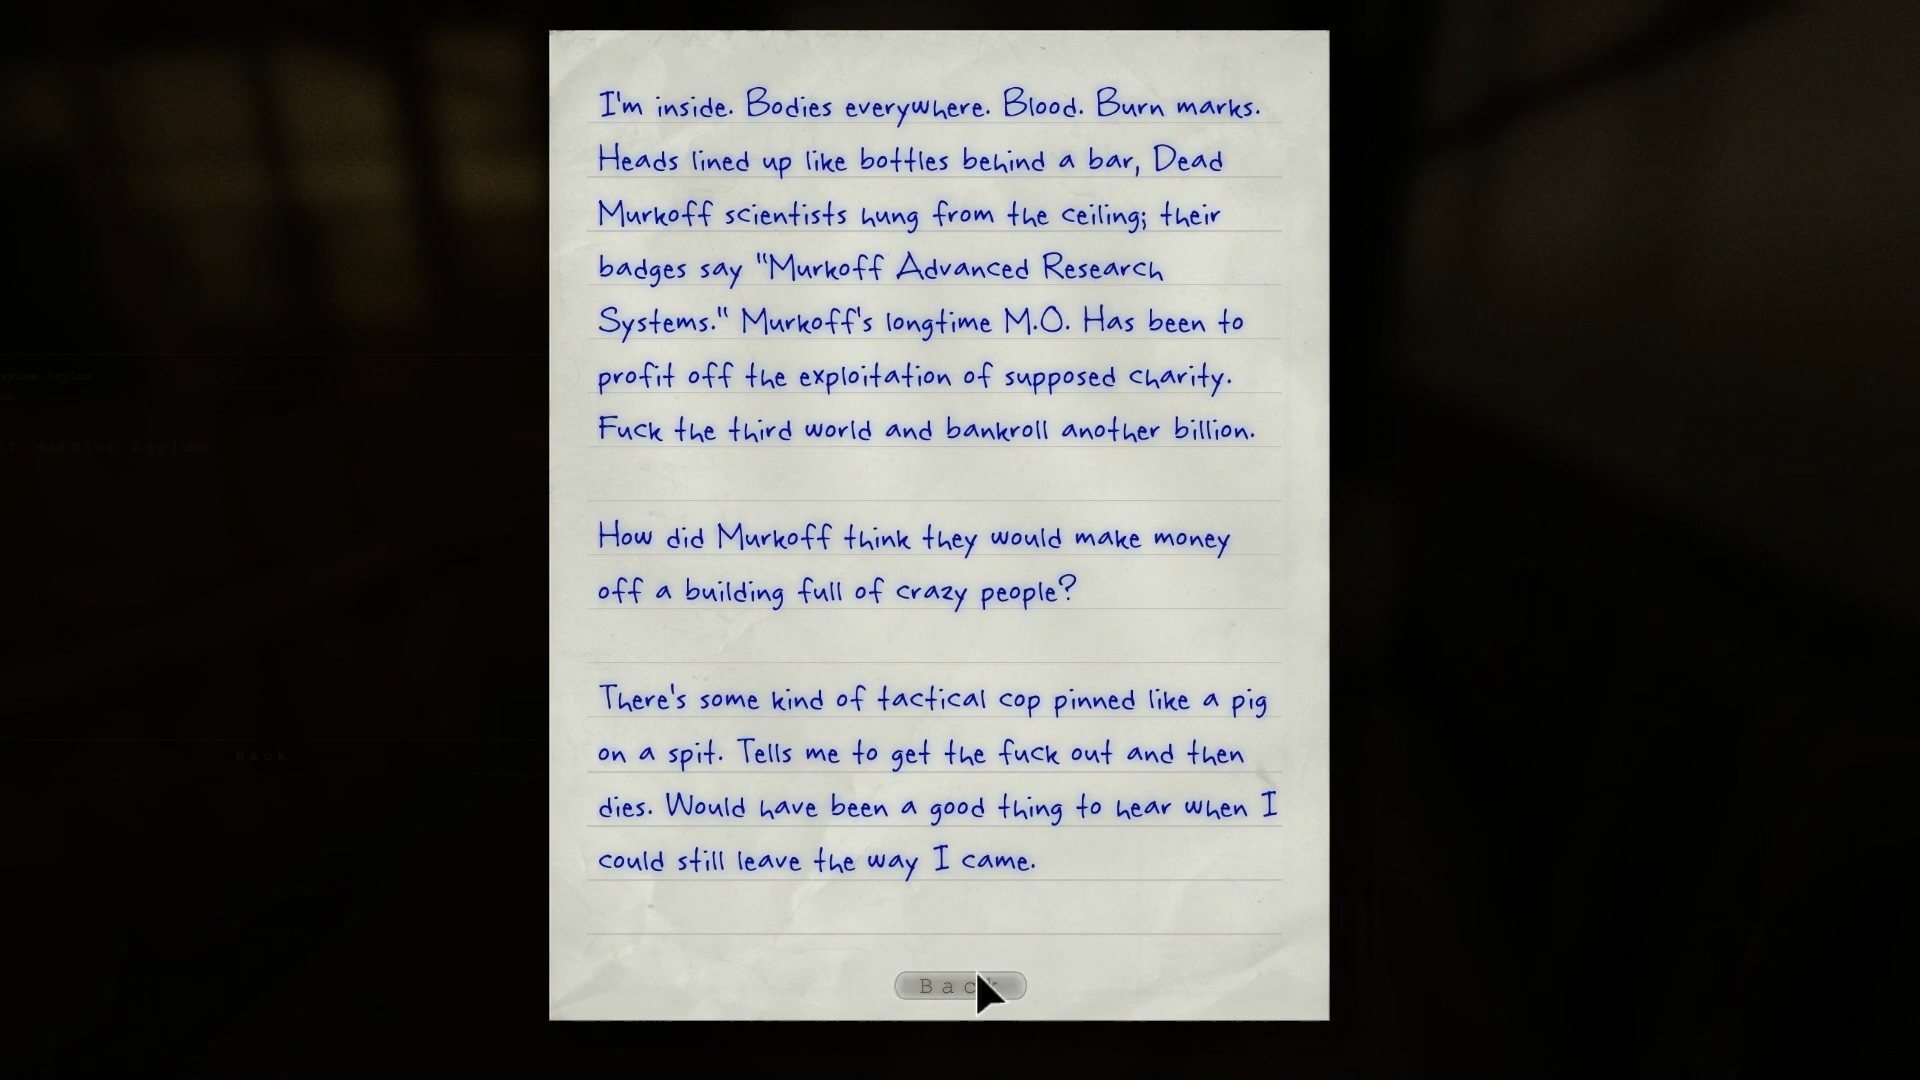 I'm inside. Bodies everywhere. Blood. Burn marks.
Heads lined up like bottles behind a bar, Dead
Murkoff scientists hung from the ceiling; their
badges say "Murkoff Advanced Research
Systems." Murkoff's longtime M.O. Has been to
profit off the exploitation of supposed charity.
Fuck the third world and bankroll another billion.
How did Murkoff think they would make money
off a building full of crazy people?
There's some kind of tactical cop pinned like a pig
on a spit. Tells me to get the fuck out and then
dies. Would have been a good thing to hear when I
could still leave the way I came.
Back
Back